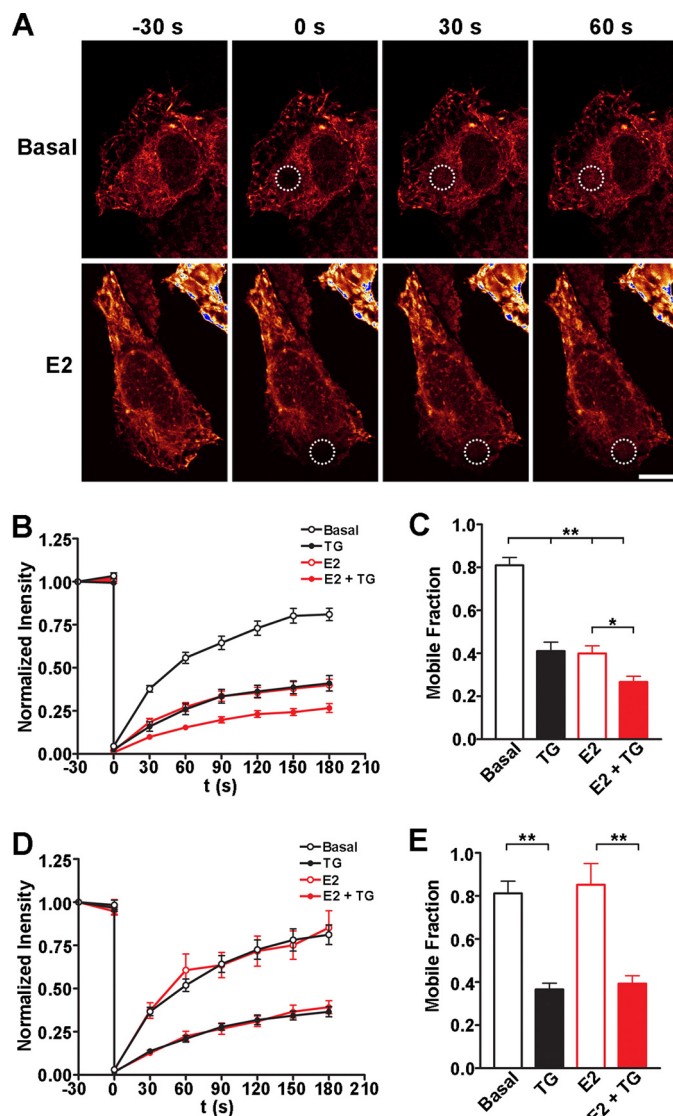 A
-30 s 0 s 30 s 60 s
Basal
E2
B
Normalized Inensity
1.25
1.00
0.75
0.50
0.25
0.00
-30 0 30 60 90 120 150 180 210
t (s)
Basal
TG
E2
E2 + TG
C
Mobile Fraction
1.0
0.8
0.6
0.4
0.2
0.0
**
*
Basal
TG
E2
E2 + TG
D
Normalized Inensity
1.25
1.00
0.75
0.50
0.25
0.00
-30 0 30 60 90 120 150 180 210
t (s)
Basal
TG
E2
E2 + TG
E
Mobile Fraction
1.0
0.8
0.6
0.4
0.2
0.0
** **
Basal
TG
E2
E2 + TG